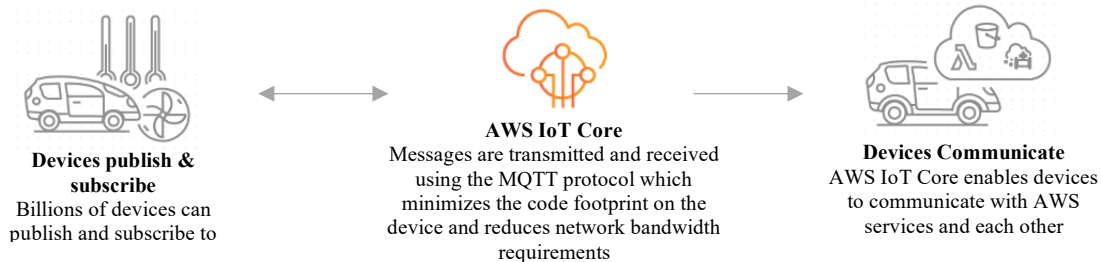 Devices publish &
subscribe
Billions of devices can
publish and subscribe to
AWS IoT Core
Messages are transmitted and received
using the MQTT protocol which
minimizes the code footprint on the
device and reduces network bandwidth
requirements
Devices Communicate
AWS IoT Core enables devices
to communicate with AWS
services and each other